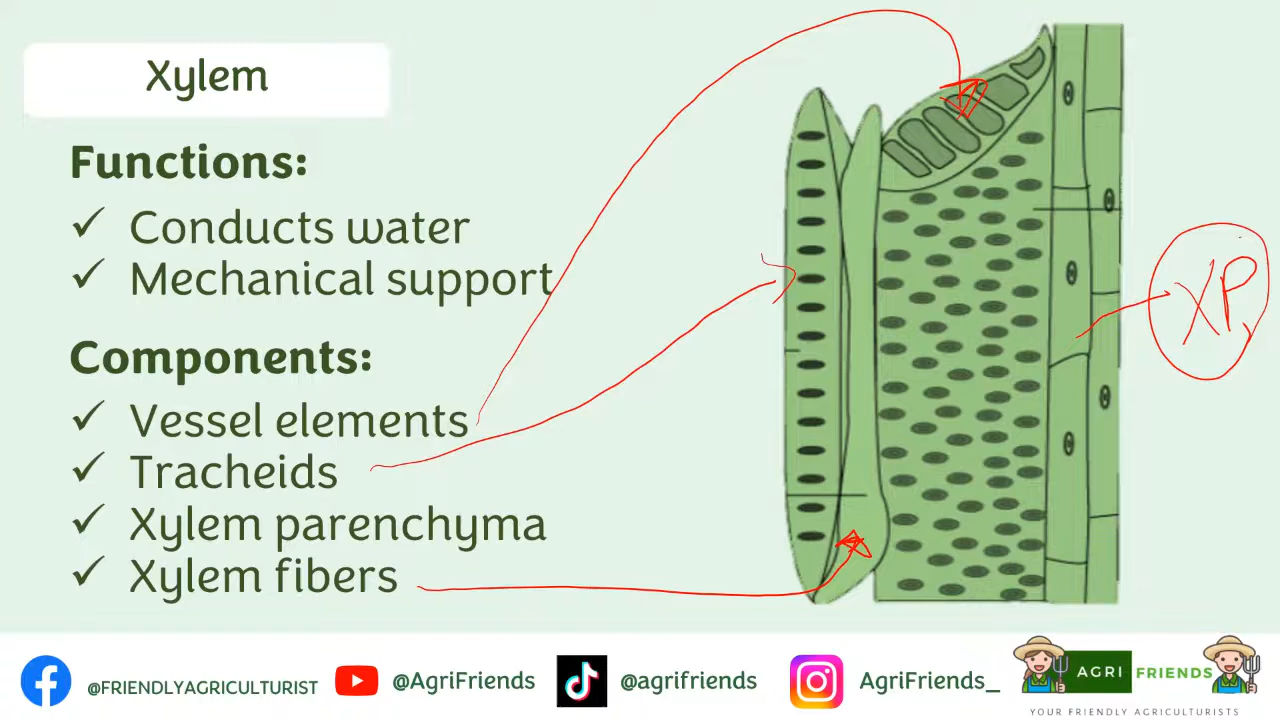 Xylem
Functions:
✓ Conducts water
✓ Mechanical support
Components:
✓ Vessel elements
✓ Tracheids
✓ Xylem parenchyma
✓ Xylem fibers
XP
@FRIENDLYAGRICULTURIST
@AgriFriends
@agrifriends
AgriFriends_
AGRI FRIENDS
YOUR FRIENDLY AGRICULTURISTS